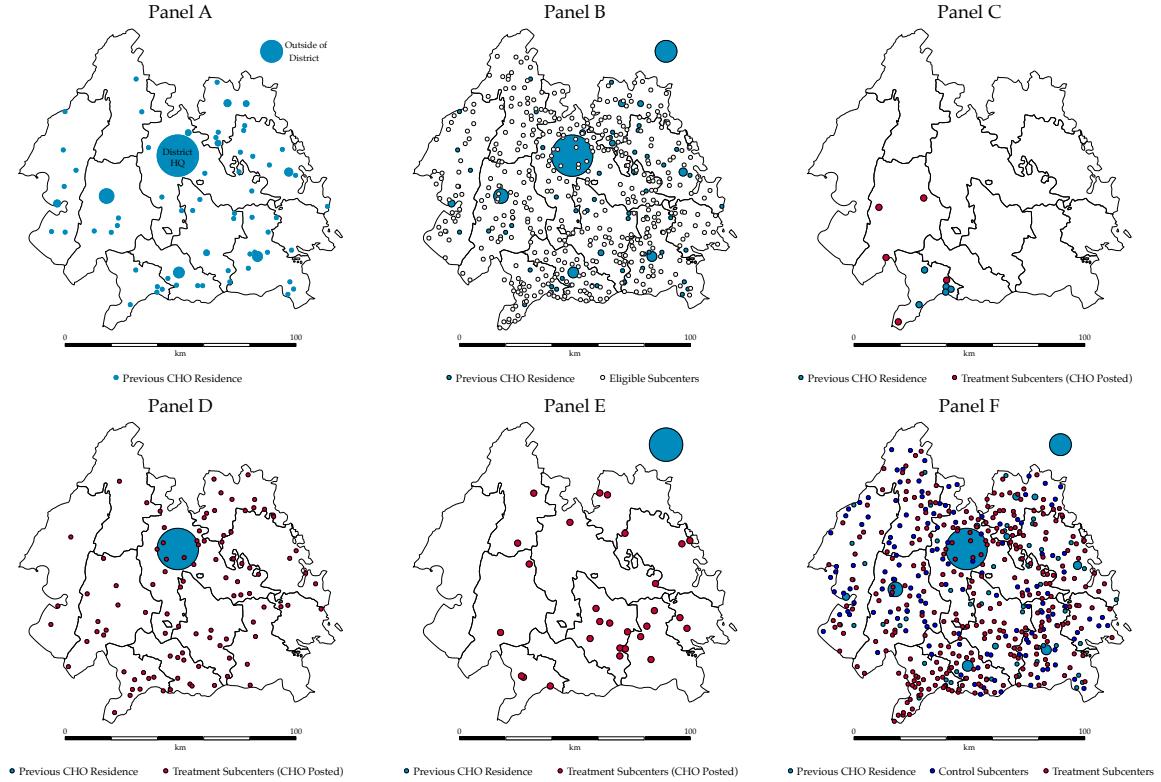 Panel A
Outside of
District
District
HQ
0 100
km
Previous CHO Residence
Panel B
0 100
km
Previous CHO Residence Eligible Subcenters
Panel C
0 100
km
Previous CHO Residence Treatment Subcenters (CHO Posted)
Panel D
0 100
km
Previous CHO Residence Treatment Subcenters (CHO Posted)
Panel E
0 100
km
Previous CHO Residence Treatment Subcenters (CHO Posted)
Panel F
0 100
km
Previous CHO Residence Control Subcenters Treatment Subcenters